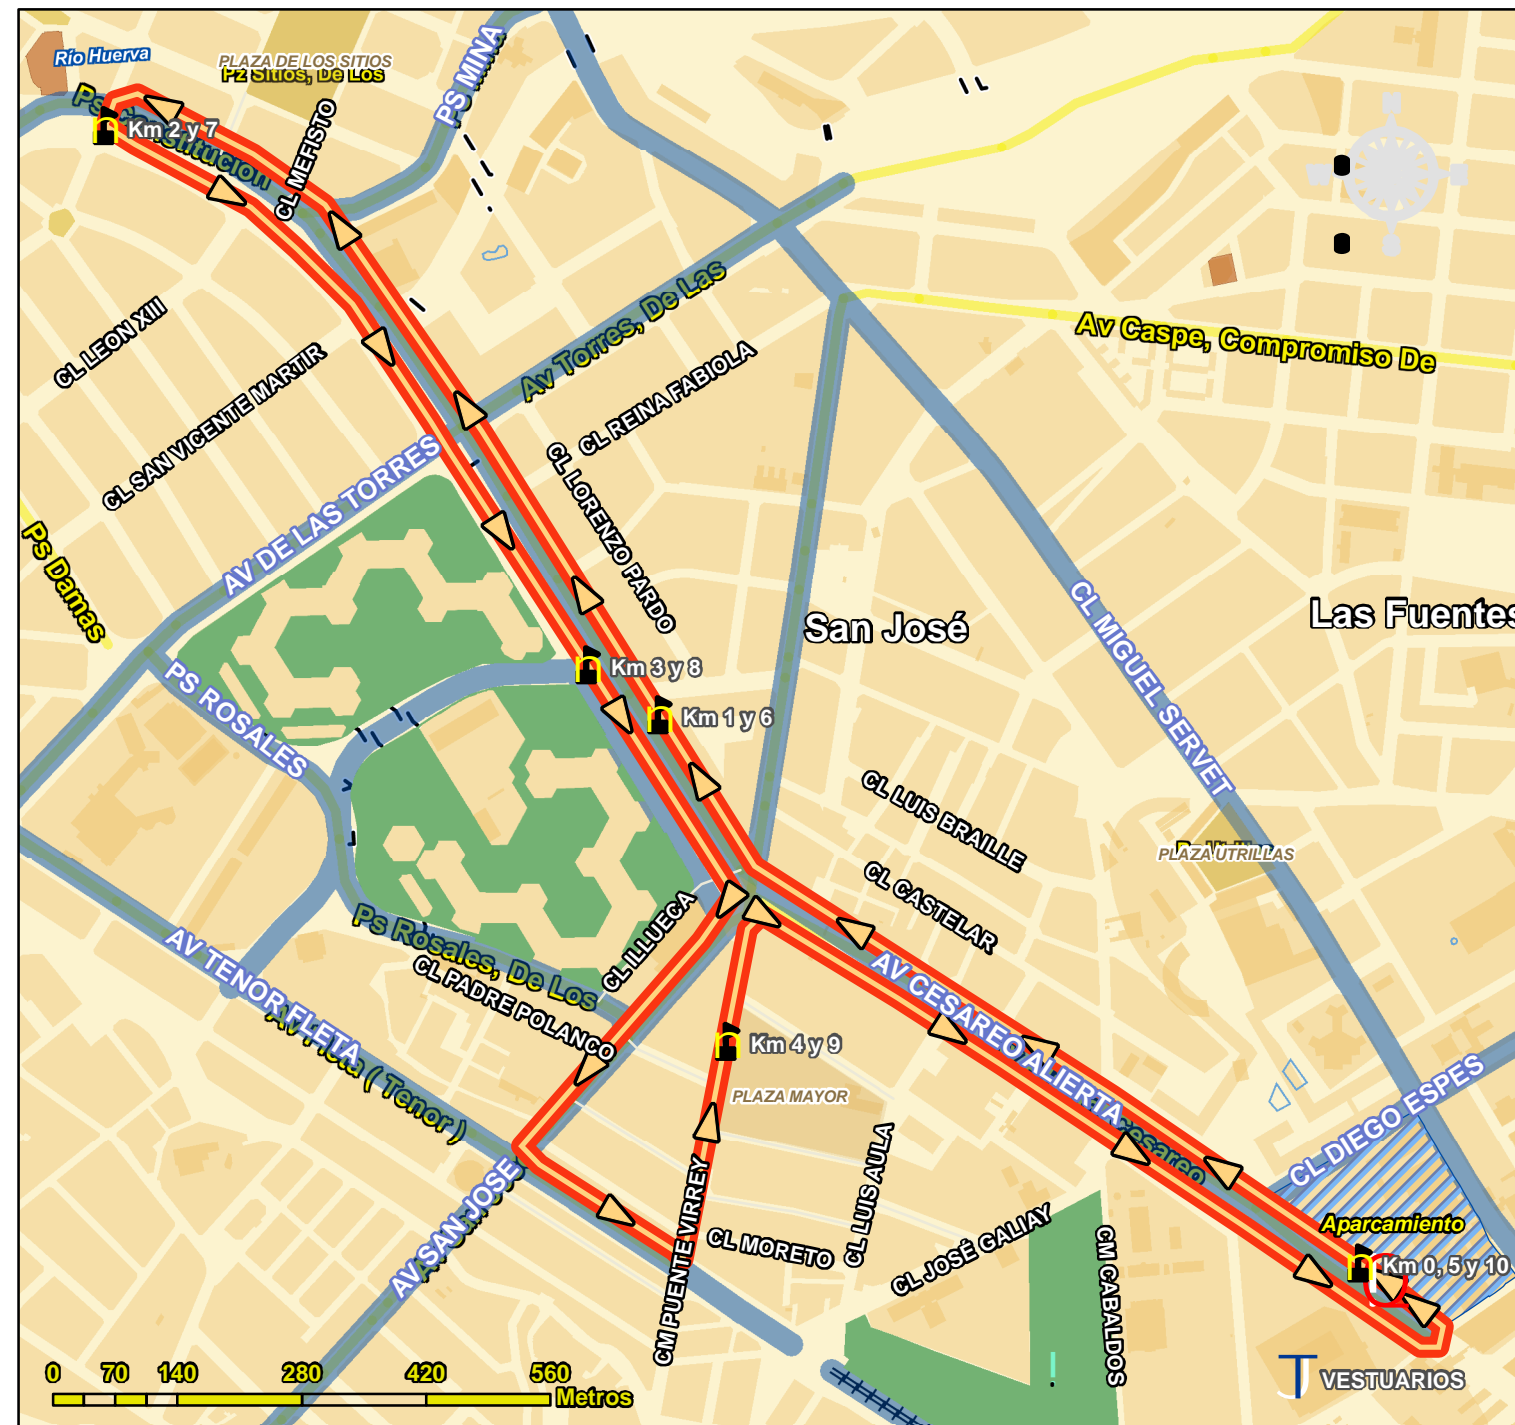 Río Huerva
PLAZA DE LOS SITIOS
Pz Sitios, De Los
PS MINA
Km 2 y 7
CL MEFISTO
CL LEON XIII
CL SAN VICENTE MARTIR
Av Torres, De Las
CL REINA FABIOLA
Av Caspe, Compromiso De
AV DE LAS TORRES
CL LORENZO PARDO
Ps Damas
San José
Las Fuentes
CL MIGUEL SERVET
PS ROSALES
Km 3 y 8
Km 1 y 6
CL LUIS BRAILLE
PLAZA UTRILLAS
CL CASTELAR
CL ILLUECA
Ps Rosales, De Los
AV TENOR FLETA
CL PADRE POLANCO
AV CESAREO ALIERTA
Av Fleta ( Tenor )
Km 4 y 9
PLAZA MAYOR
Cesareo
CL DIEGO ESPES
AV SAN JOSE
CM PUENTE VIRREY
CL LUIS AULA
CL MORETO
CL JOSÉ GALIAY
CM CABALDOS
Aparcamiento
Km 0, 5 y 10
VESTUARIOS
0 70 140 280 420 560
Metros